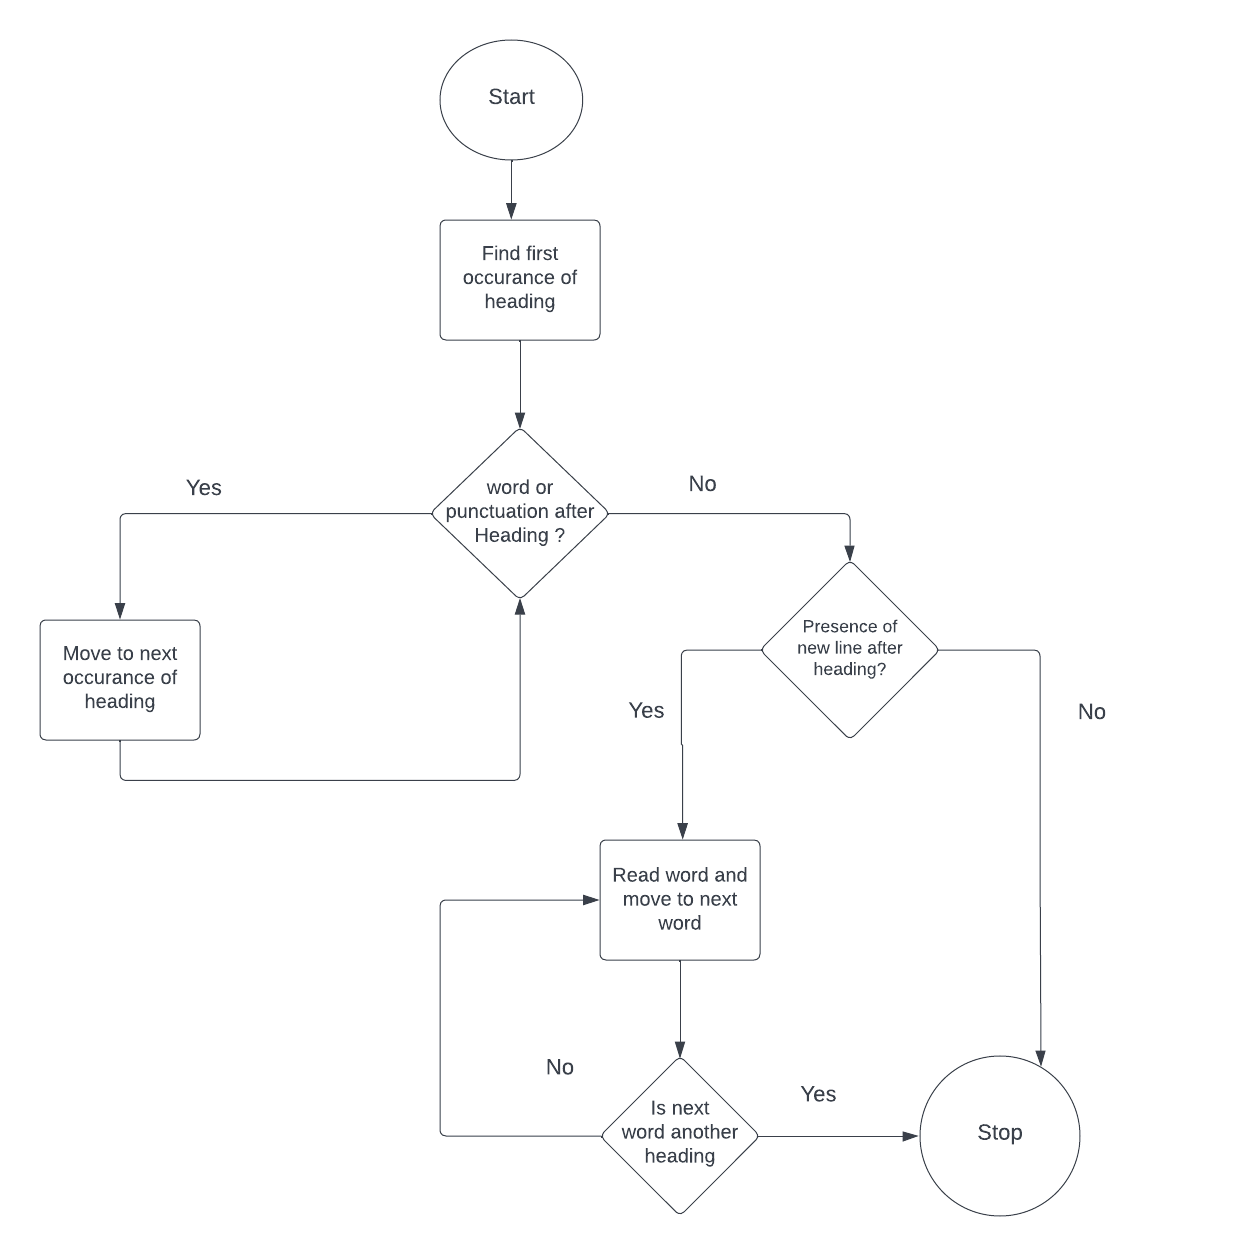 Start
Find first
occurance of
heading
word or
punctuation after
Heading ?
Yes
No
Move to next
occurance of
heading
Presence of
new line after
heading?
Yes
No
Read word and
move to next
word
No
Is next
word another
heading
Yes
Stop